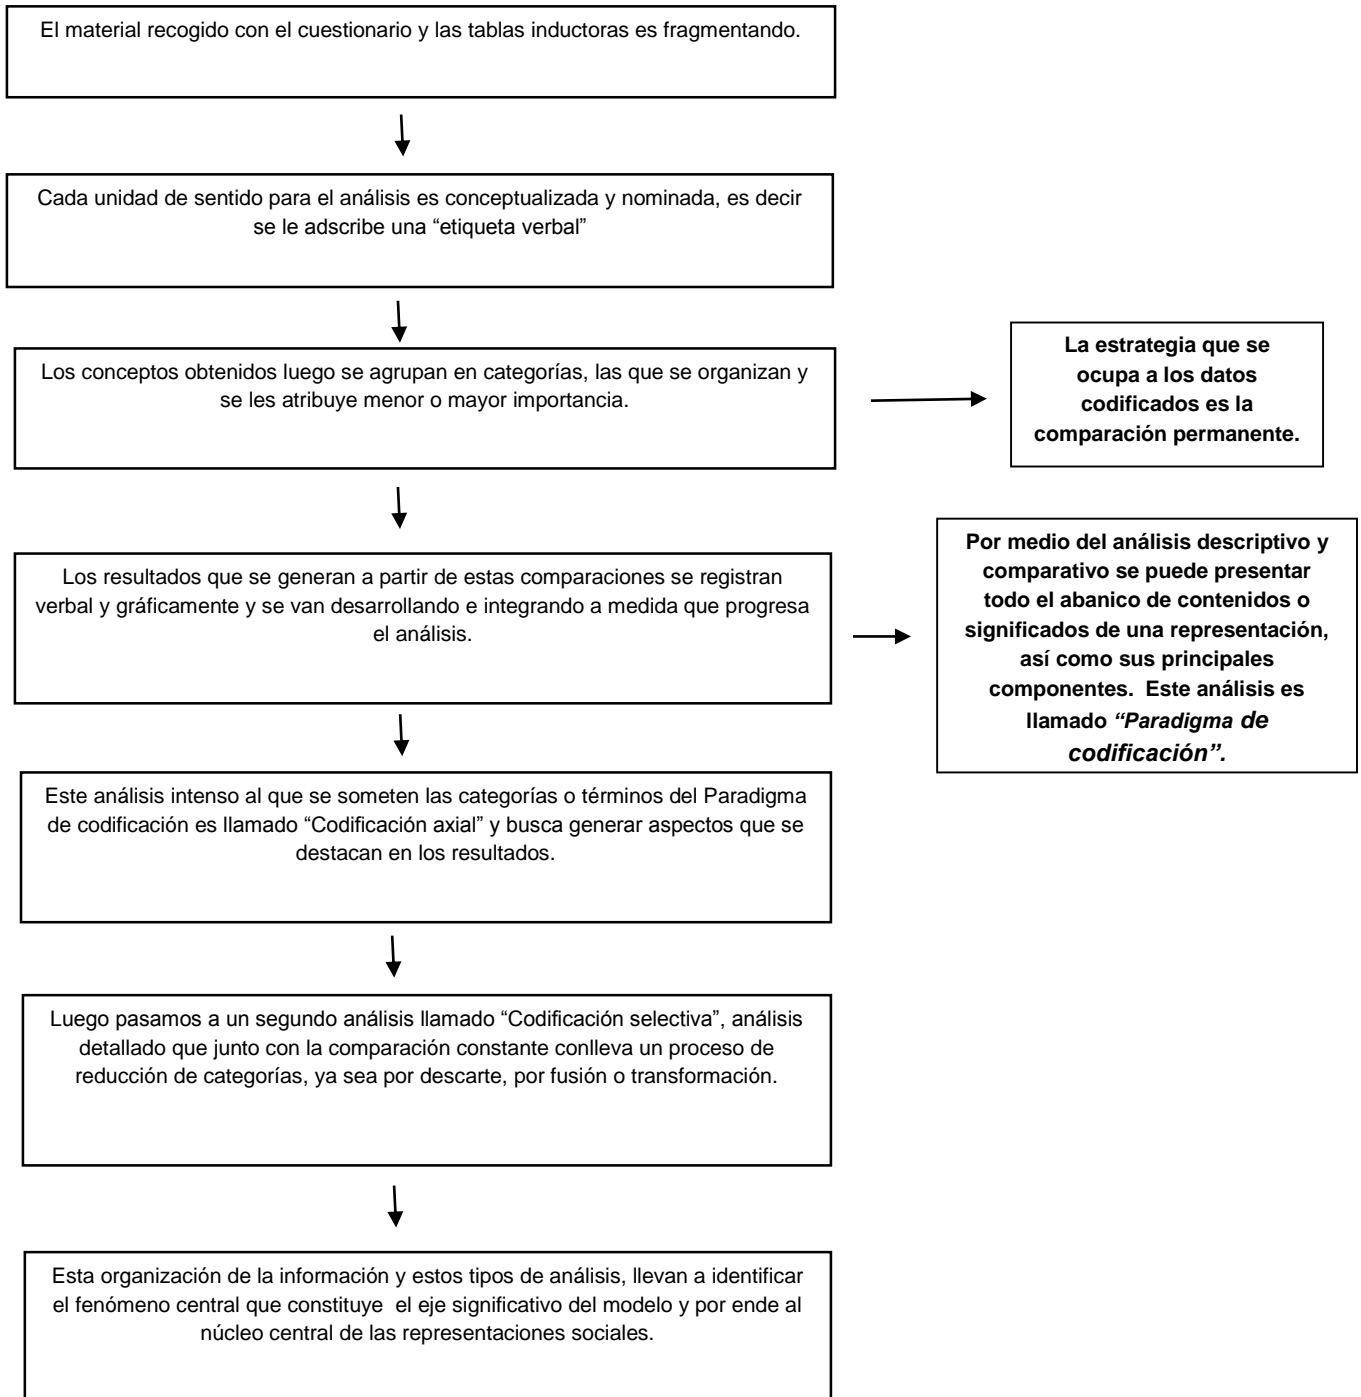 El material recogido con el cuestionario y las tablas inductoras es fragmentando.
Cada unidad de sentido para el análisis es conceptualizada y nominada, es decir
se le adscribe una “etiqueta verbal”
Los conceptos obtenidos luego se agrupan en categorías, las que se organizan y
se les atribuye menor o mayor importancia.
La estrategia que se
ocupa a los datos
codificados es la
comparación permanente.
Los resultados que se generan a partir de estas comparaciones se registran
verbal y gráficamente y se van desarrollando e integrando a medida que progresa
el análisis.
Por medio del análisis descriptivo y
comparativo se puede presentar
todo el abanico de contenidos o
significados de una representación,
así como sus principales
componentes.  Este análisis es
llamado “Paradigma de
codificación”.
Este análisis intenso al que se someten las categorías o términos del Paradigma
de codificación es llamado “Codificación axial” y busca generar aspectos que se
destacan en los resultados.
Luego pasamos a un segundo análisis llamado “Codificación selectiva”, análisis
detallado que junto con la comparación constante conlleva un proceso de
reducción de categorías, ya sea por descarte, por fusión o transformación.
Esta organización de la información y estos tipos de análisis, llevan a identificar
el fenómeno central que constituye  el eje significativo del modelo y por ende al
núcleo central de las representaciones sociales.